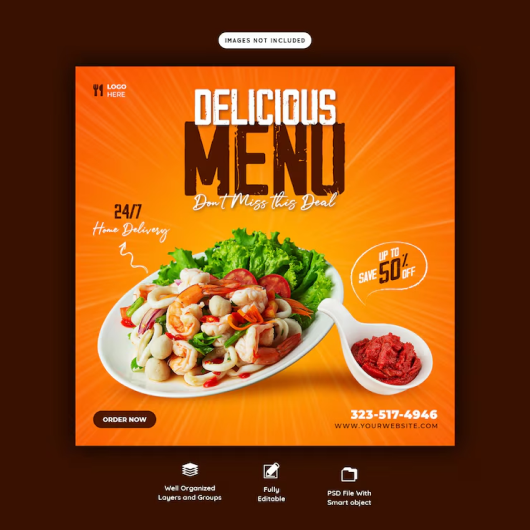 IMAGES NOT INCLUDED
LOGO
HERE
DELICIOUS
MENU
Don't Miss this Deal
24/7
Home Delivery
UP TO
SAVE 50% OFF
ORDER NOW
323-517-4946
WWW.YOURWEBSITE.COM
Well Organized
Layers and Groups
Fully
Editable
PSD File With
Smart object